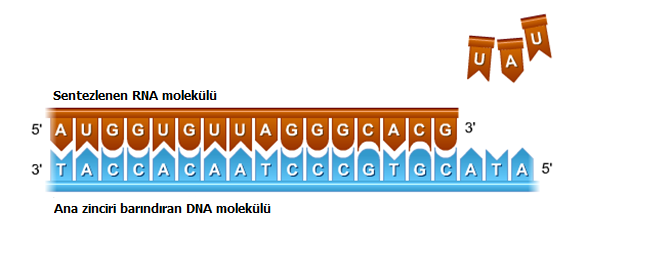 U A U
Sentezlenen RNA molekülü
5' A U G G U G U U A G G G C A C G 3'
3' T A C C A C A A T C C C G T G C A T A 5'
Ana zinciri barındıran DNA molekülü